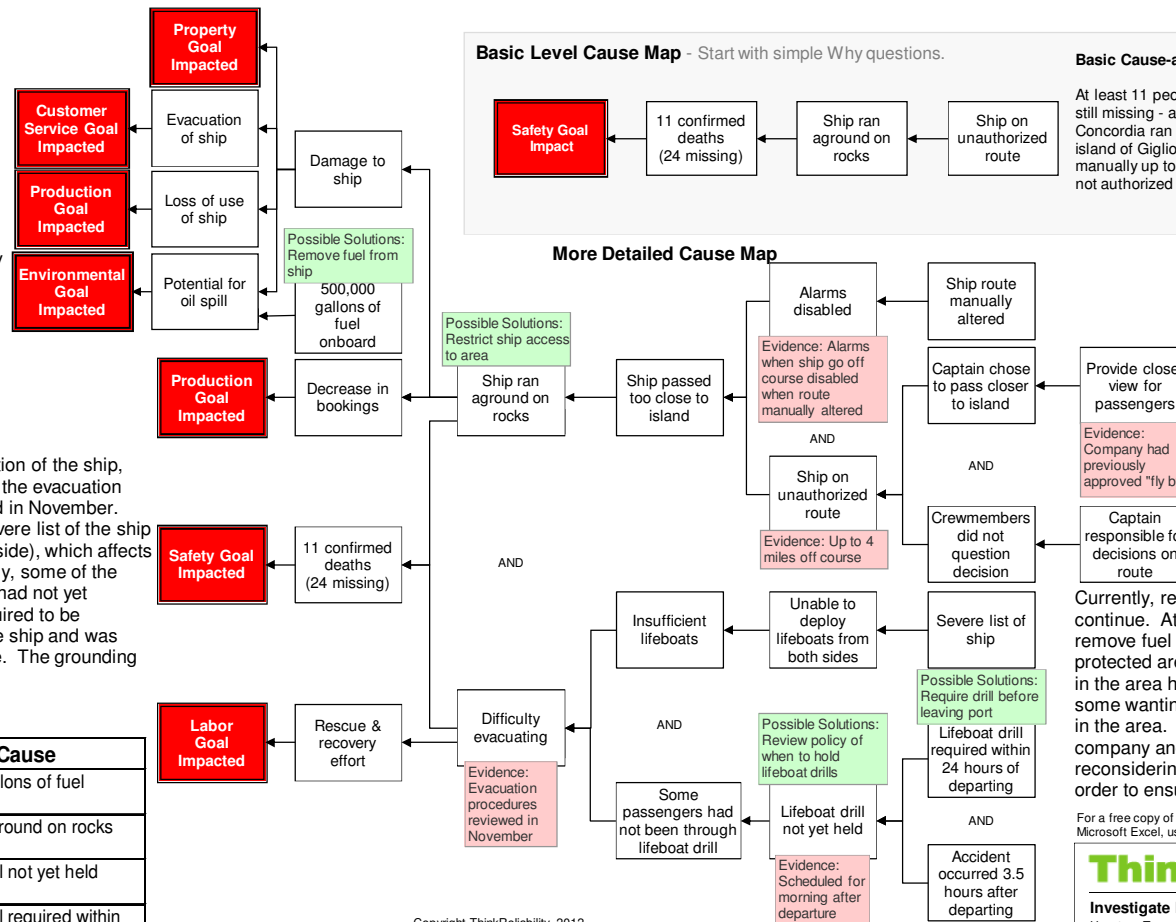 Property
Goal
Impacted
Customer
Service Goal
Impacted
Evacuation
of ship
Production
Goal
Impacted
Loss of use
of ship
Damage to
ship
Environmental
Goal
Impacted
Potential for
oil spill
Possible Solutions:
Remove fuel from
ship
500,000
gallons of
fuel
onboard
Basic Level Cause Map - Start with simple Why questions.
Safety Goal
Impact
11 confirmed
deaths
(24 missing)
Ship ran
aground on
rocks
Ship on
unauthorized
route
Basic Cause-a
At least 11 peo
still missing - a
Concordia ran
island of Giglio
manually up to
not authorized
More Detailed Cause Map
Production
Goal
Impacted
Decrease in
bookings
Possible Solutions:
Restrict ship access
to area
Ship ran
aground on
rocks
Ship passed
too close to
island
Alarms
disabled
Evidence: Alarms
when ship go off
course disabled
when route
manually altered
Ship route
manually
altered
AND
Captain chose
to pass closer
to island
Provide close
view for
passengers
Evidence:
Company had
previously
approved "fly b
AND
Ship on
unauthorized
route
Evidence: Up to 4
miles off course
Crewmembers
did not
question
decision
Captain
responsible fo
decisions on
route
tion of the ship,
the evacuation
d in November.
vere list of the ship
side), which affects
y, some of the
had not yet
uired to be
e ship and was
e. The grounding
Safety Goal
Impacted
11 confirmed
deaths
(24 missing)
AND
Insufficient
lifeboats
Unable to
deploy
lifeboats from
both sides
Severe list of
ship
Labor
Goal
Impacted
Rescue &
recovery
effort
Difficulty
evacuating
Evidence:
Evacuation
procedures
reviewed in
November
AND
Some
passengers had
not been through
lifeboat drill
Possible Solutions:
Review policy of
when to hold
lifeboat drills
Lifeboat drill
not yet held
Evidence:
Scheduled for
morning after
departure
Possible Solutions:
Require drill before
leaving port
Lifeboat drill
required within
24 hours of
departing
AND
Accident
occurred 3.5
hours after
departing
Currently, re
continue. At
remove fuel
protected are
in the area h
some wantin
in the area.
company an
reconsidering
order to ensu
For a free copy of
Microsoft Excel, us
Thin
Investigate
Cause
lons of fuel
round on rocks
l not yet held
l required within
Copyright ThinkReliability 2012